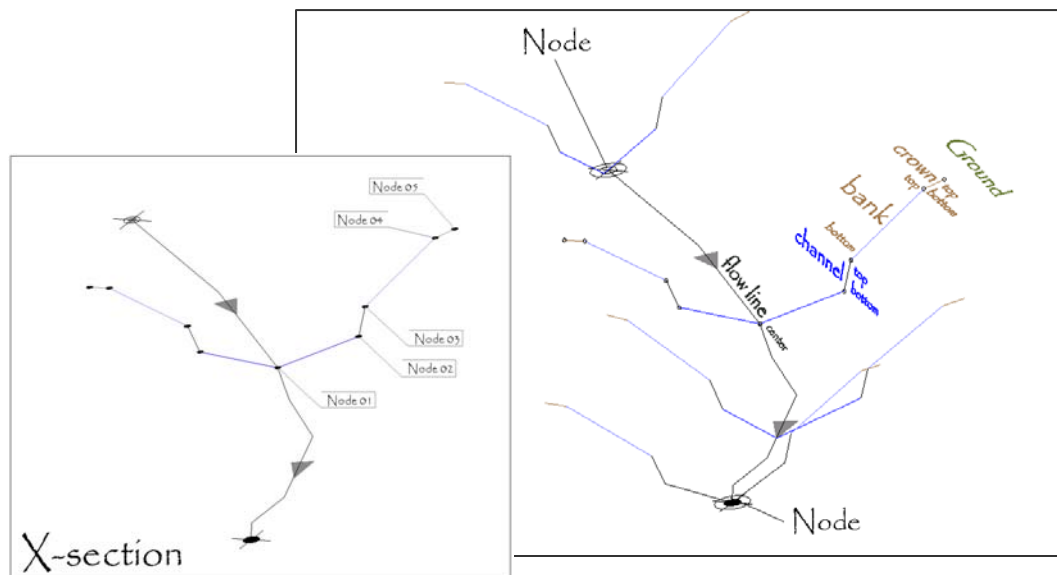 Node
Ground
crown
top
top
bottom
bank
bottom
channel
top
bottom
flow line
center
Node
Node 05
Node 04
Node 03
Node 02
Node 01
X-section